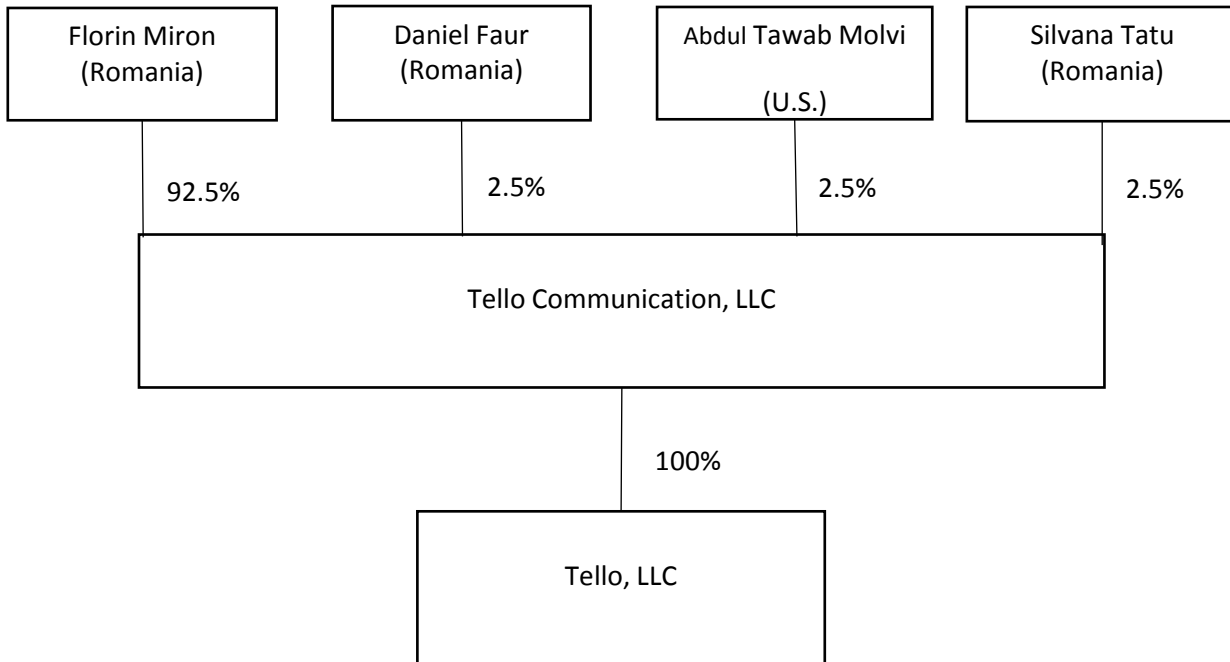 Florin Miron
(Romania)
Daniel Faur
(Romania)
Abdul Tawab Molvi
(U.S.)
Silvana Tatu
(Romania)
92.5%
2.5%
2.5%
2.5%
Tello Communication, LLC
100%
Tello, LLC